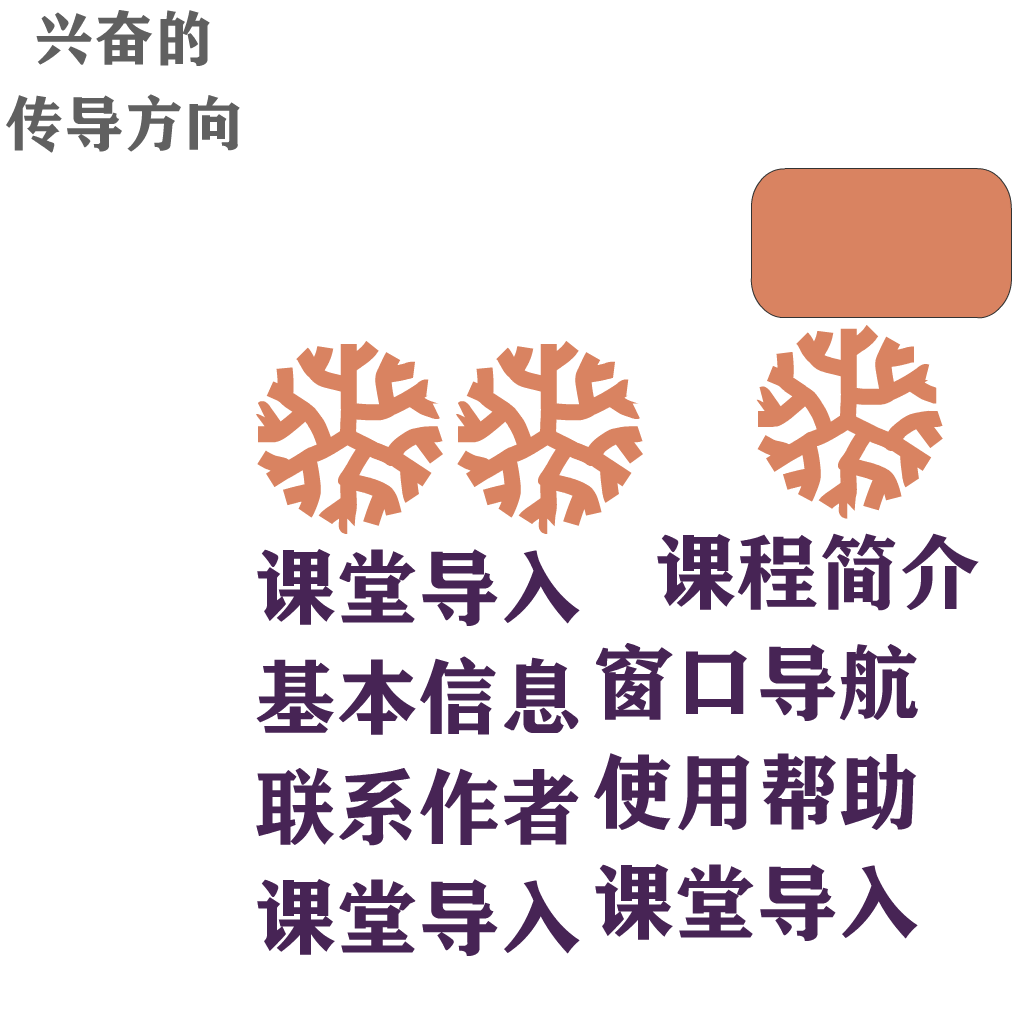 兴奋的
传导方向
课堂导入
课程简介
基本信息
窗口导航
联系作者
使用帮助
课堂导入
课堂导入